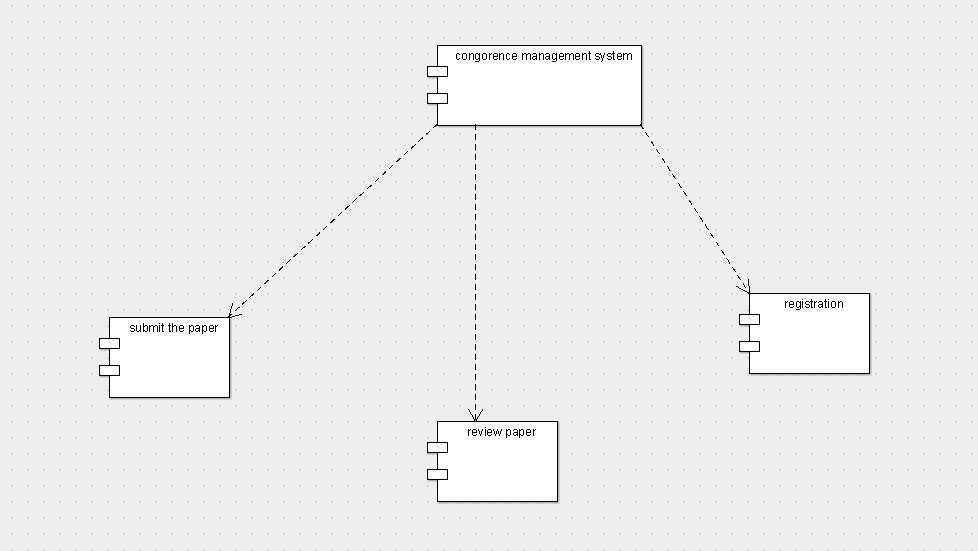 congorence management system
registration
submit the paper
review paper